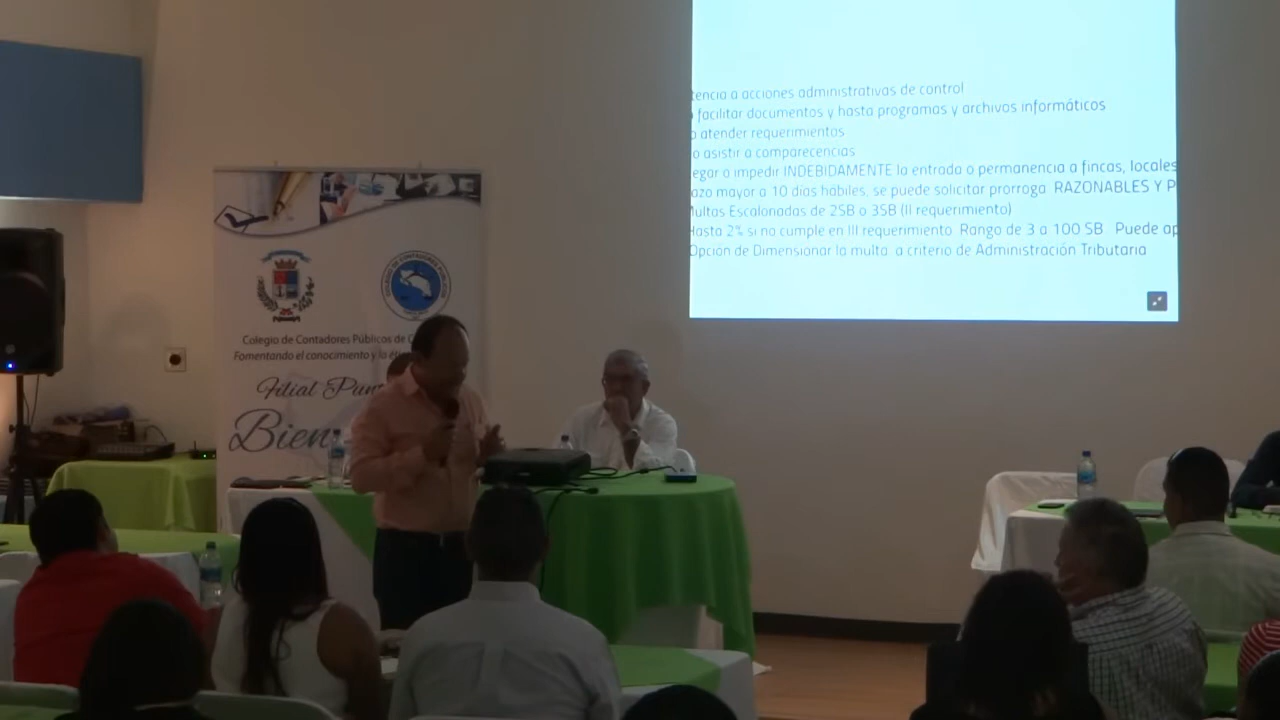 tencia a acciones administrativas de control
facilitar documentos y hasta programas y archivos informáticos
o atender requerimientos
o asistir a comparecencias
egar o impedir INDEBIDAMENTE la entrada o permanencia a fincas, locales
azo mayor a 10 días hábiles, se puede solicitar prorroga. RAZONABLES Y P
Multas Escalonadas de 2SB o 3SB (II requerimiento)
Hasta 2% si no cumple en III requerimiento. Rango de 3 a 100 SB. Puede ap
Opción de Dimensionar la multa. a criterio de Administración Tributaria
Colegio de Contadores Públicos de C
Fomentando el conocimiento y la éti
Filial Pun
Bien